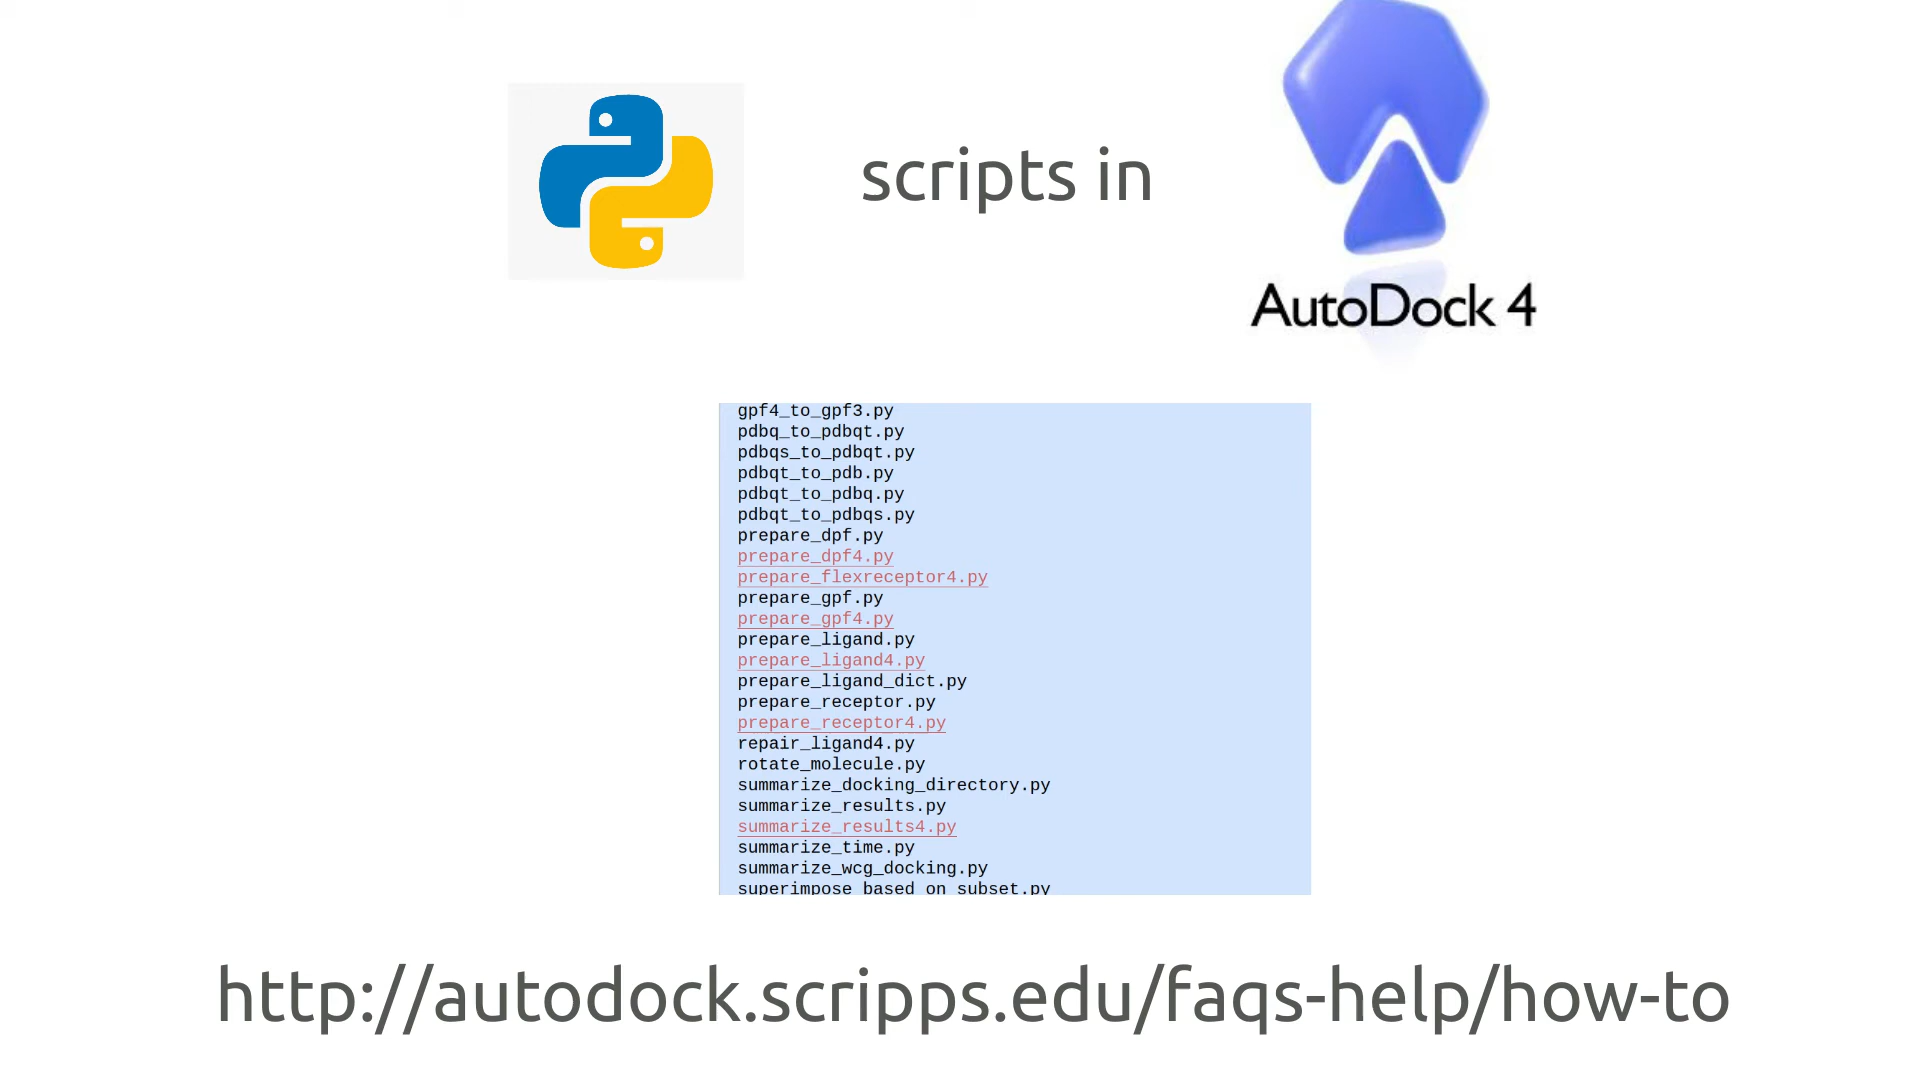 scripts in
AutoDock 4
gpf4_to_gpf3.py
pdbq_to_pdbqt.py
pdbqs_to_pdbqt.py
pdbqt_to_pdb.py
pdbqt_to_pdbq.py
pdbqt_to_pdbqs.py
prepare_dpf.py
prepare_dpf4.py
prepare_flexreceptor4.py
prepare_gpf.py
prepare_gpf4.py
prepare_ligand.py
prepare_ligand4.py
prepare_ligand_dict.py
prepare_receptor.py
prepare_receptor4.py
repair_ligand4.py
rotate_molecule.py
summarize_docking_directory.py
summarize_results.py
summarize_results4.py
summarize_time.py
summarize_wcg_docking.py
superimpose_based_on_subset.py
http://autodock.scripps.edu/faqs-help/how-to